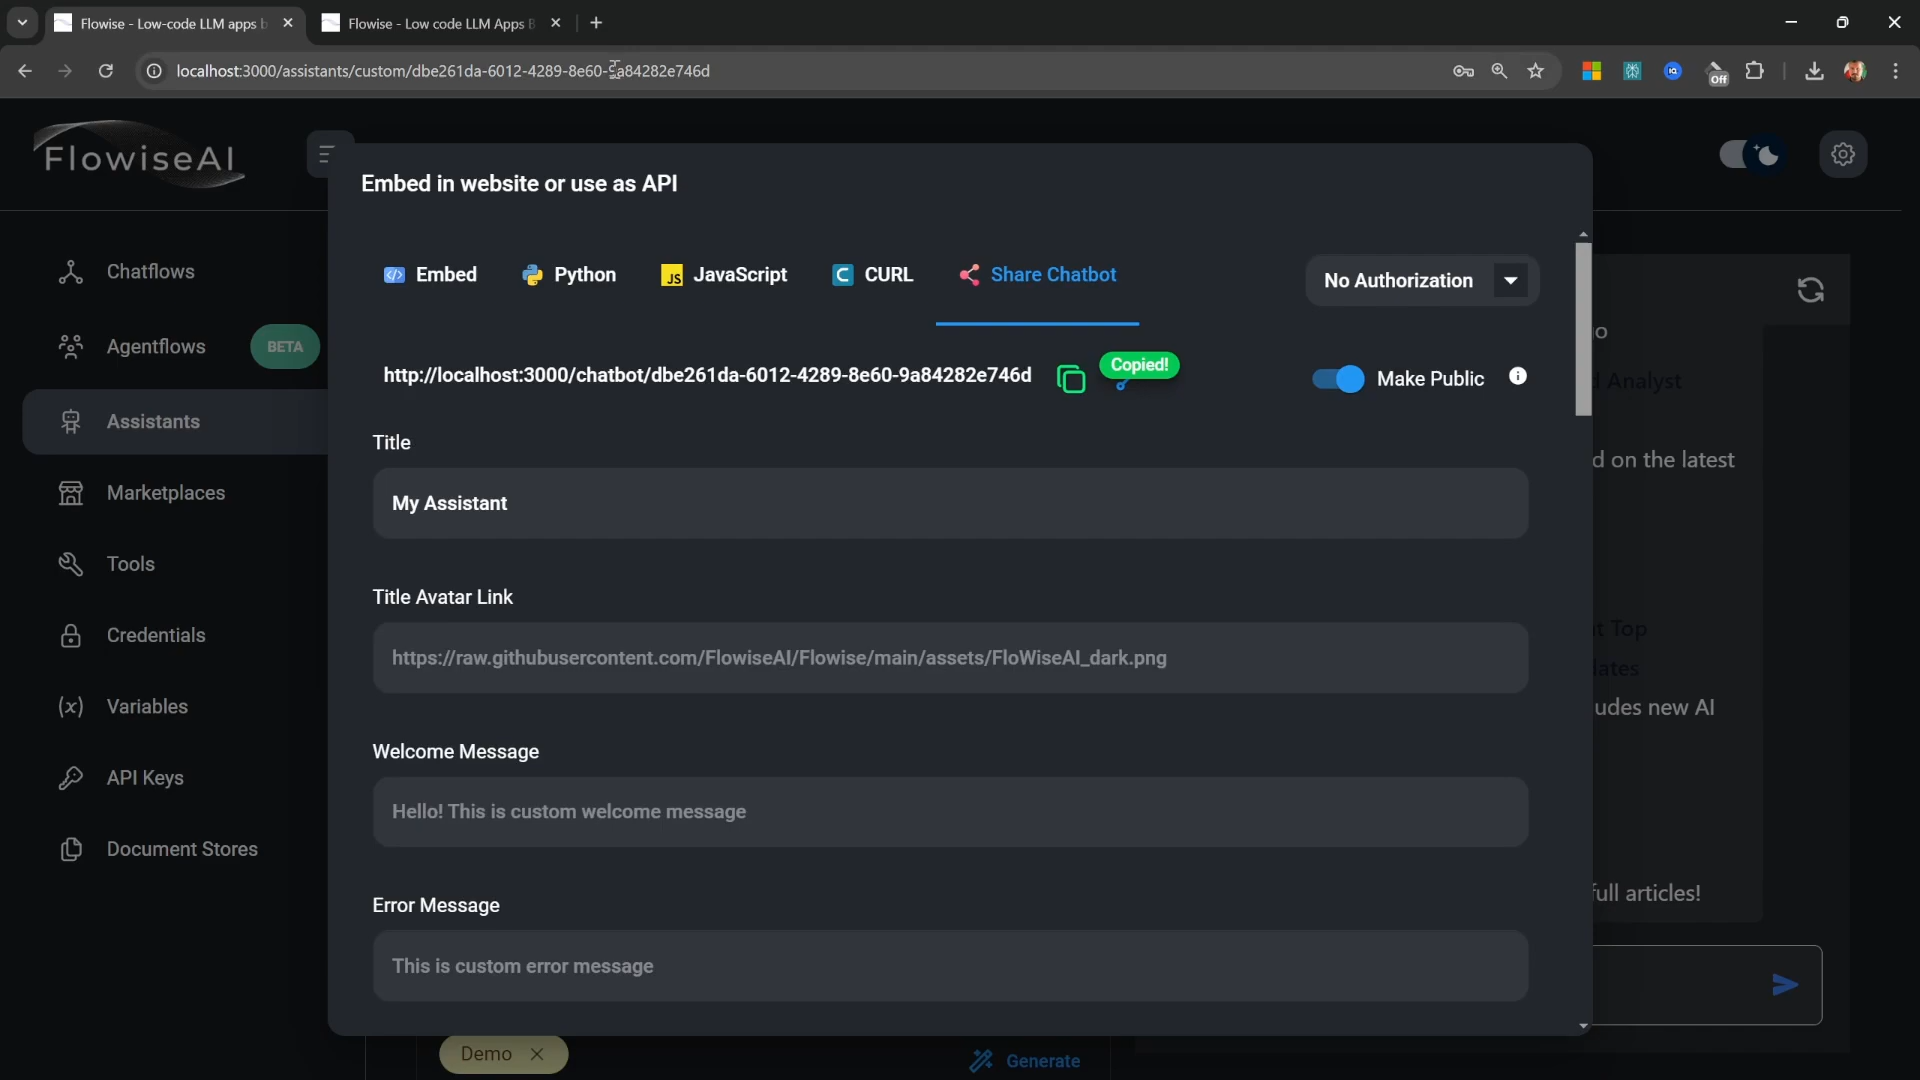 Flowise - Low-code LLM apps b
Flowise - Low code LLM Apps B
localhost:3000/assistants/custom/dbe261da-6012-4289-8e60-9a84282e746d
Off
FlowiseAI
Embed in website or use as API
Embed
Python
JS
JavaScript
C
CURL
Share Chatbot
No Authorization
Chatflows
Agentflows
BETA
Assistants
Marketplaces
Tools
Credentials
(x)
Variables
API Keys
Document Stores
http://localhost:3000/chatbot/dbe261da-6012-4289-8e60-9a84282e746d
Copied!
Make Public
Title
My Assistant
Title Avatar Link
https://raw.githubusercontent.com/FlowiseAI/Flowise/main/assets/FloWiseAI_dark.png
Welcome Message
Hello! This is custom welcome message
Error Message
This is custom error message
Analyst
d on the latest
Top
udes new AI
full articles!
Demo
Generate